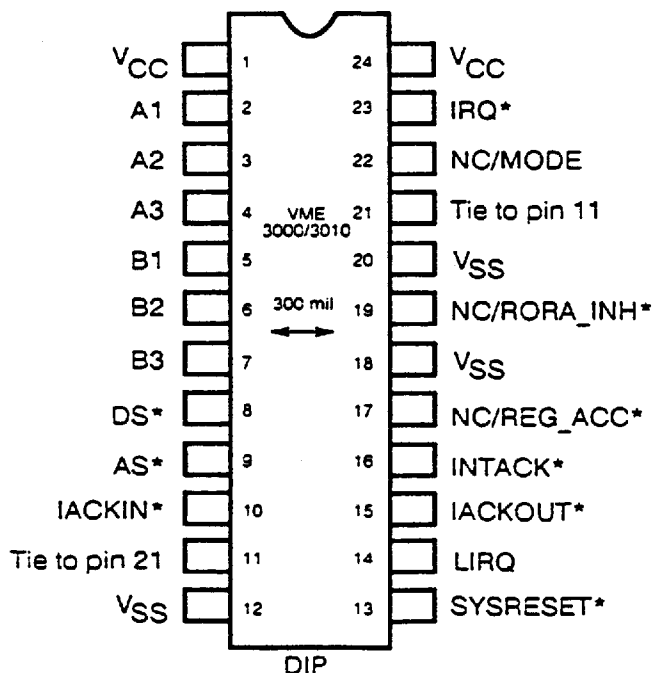 VCC 1 24 VCC
A1 2 23 IRQ*
A2 3 22 NC/MODE
A3 4 VME 21 Tie to pin 11
3000/3010
B1 5 20 VSS
B2 6 300 mil 19 NC/RORA_INH*
B3 7 18 VSS
DS* 8 17 NC/REG_ACC*
AS* 9 16 INTACK*
IACKIN* 10 15 IACKOUT*
Tie to pin 21 11 14 LIRQ
VSS 12 13 SYSRESET*
DIP